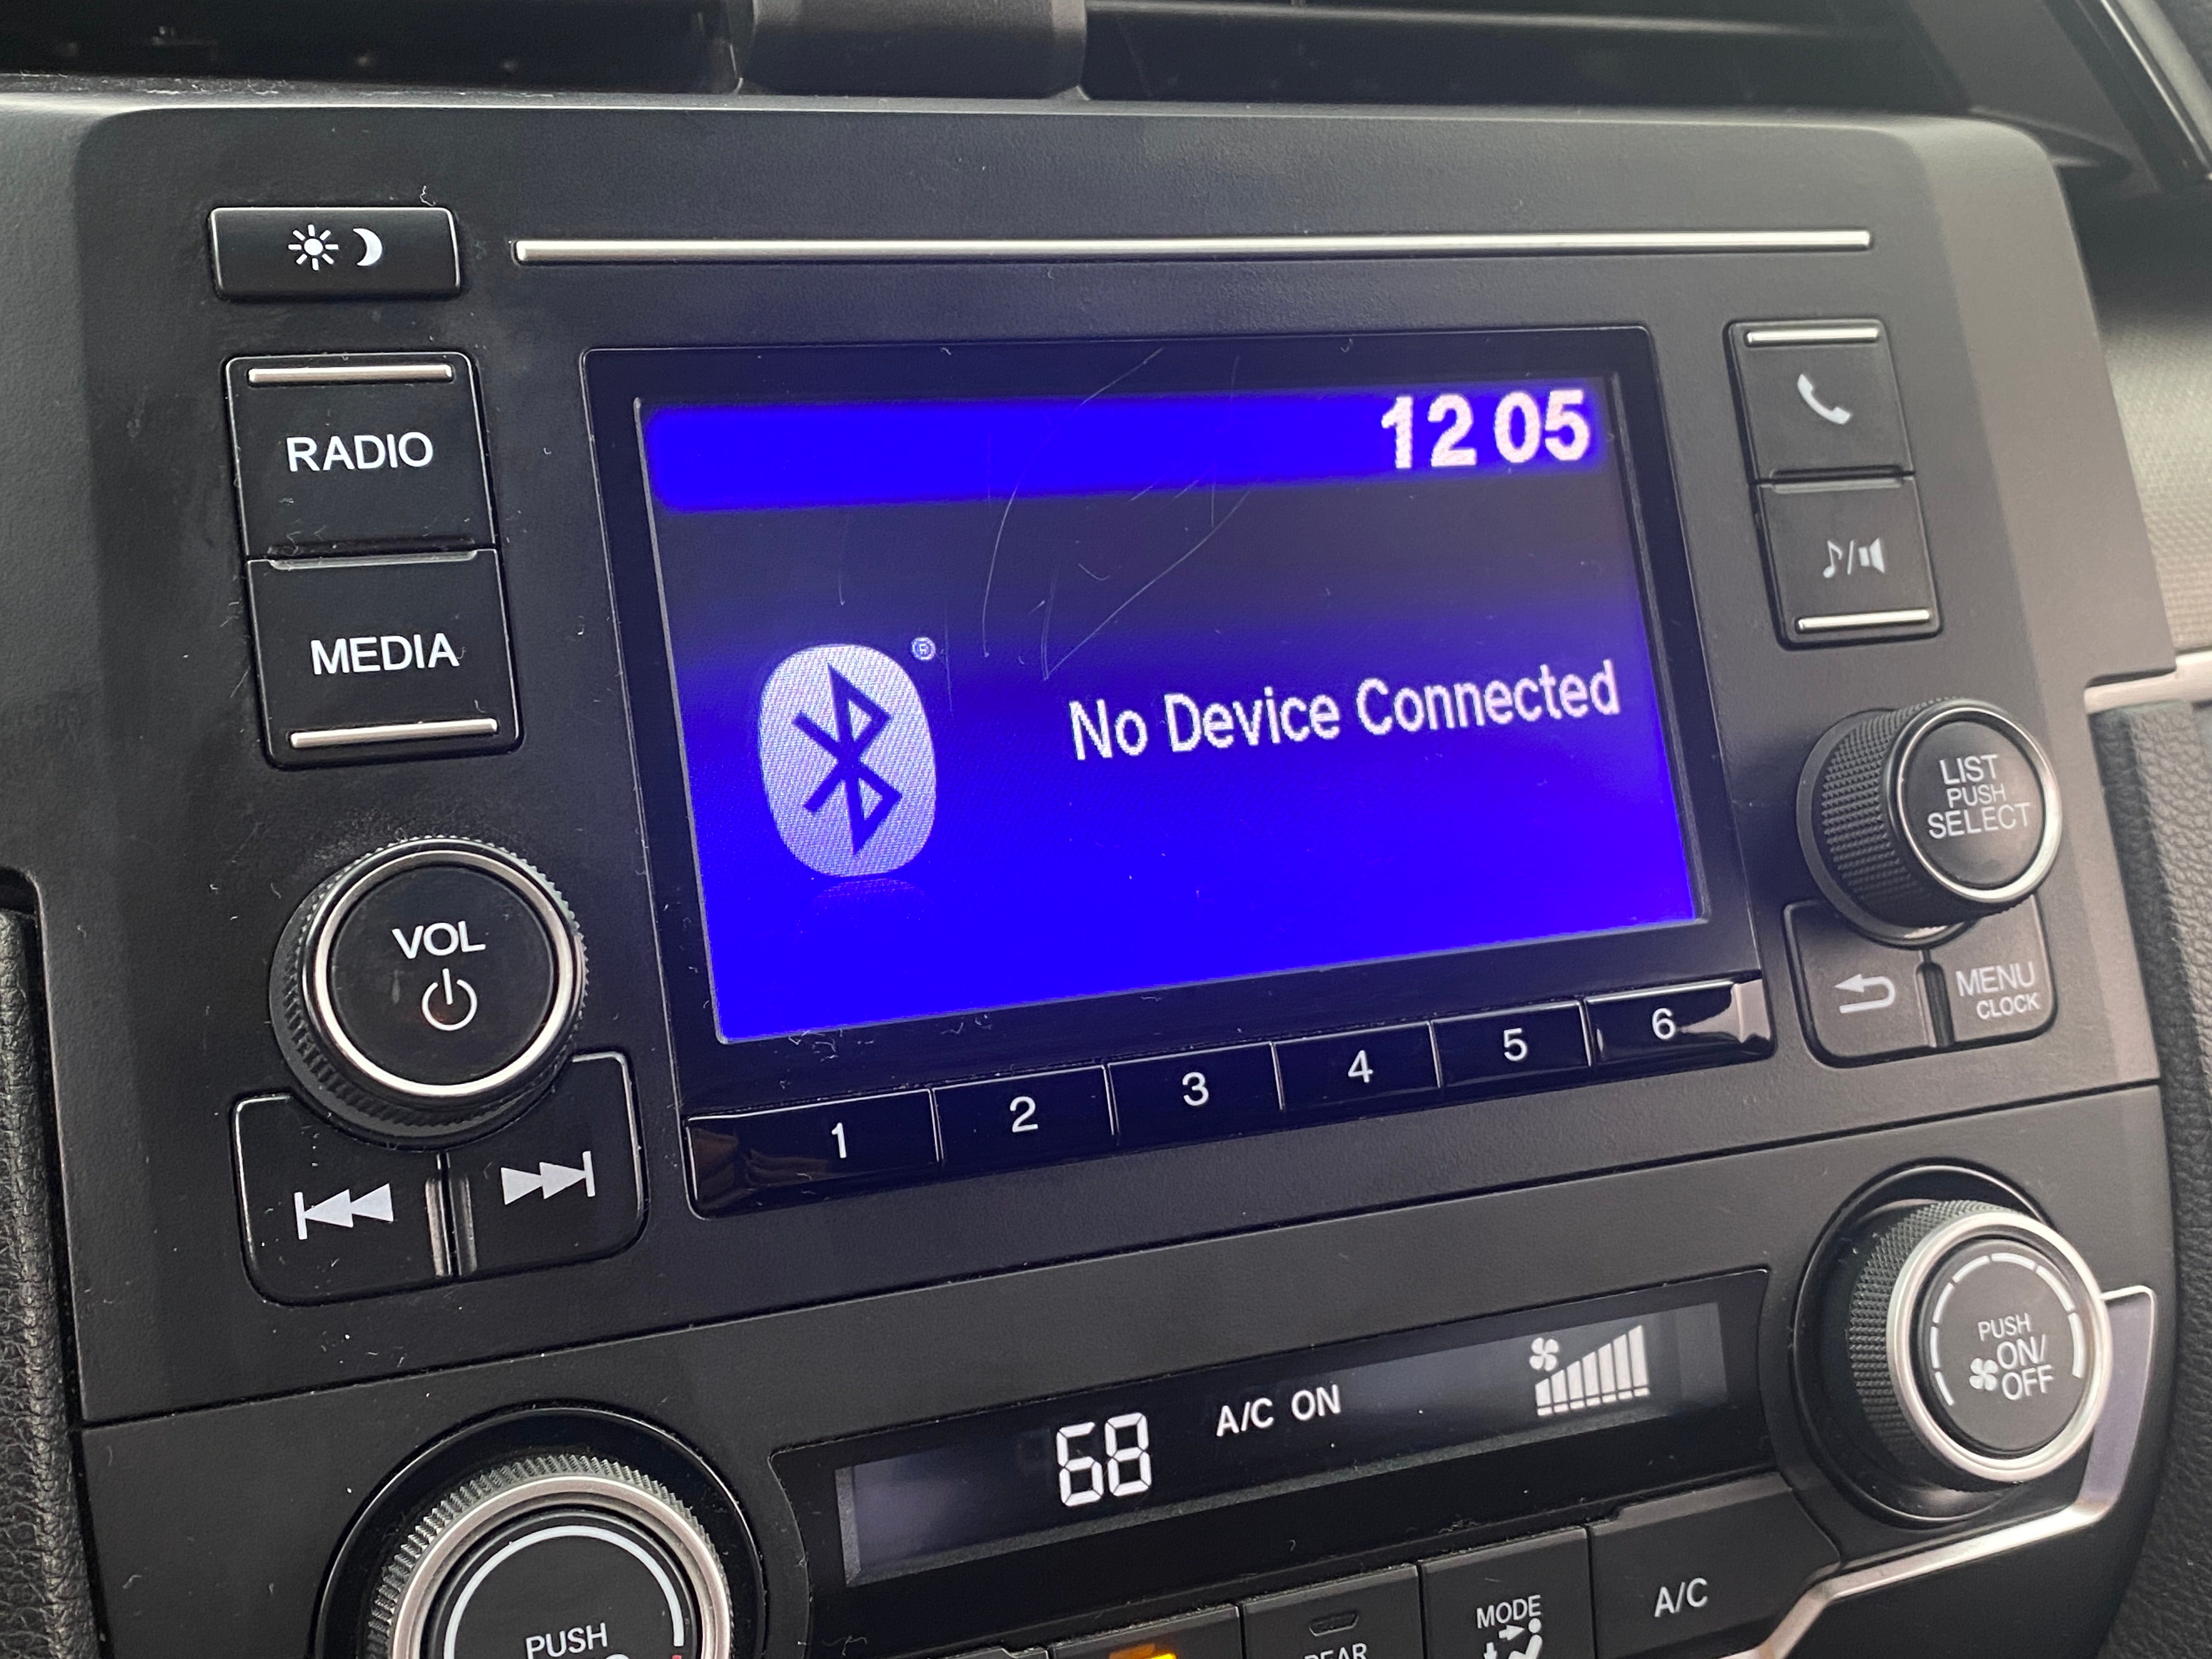 12 05
RADIO
MEDIA
®
No Device Connected
LIST
PUSH
SELECT
VOL
MENU
CLOCK
1 2 3 4 5 6
PUSH
ON/
OFF
68 A/C ON
PUSH
REAR
MODE
A/C